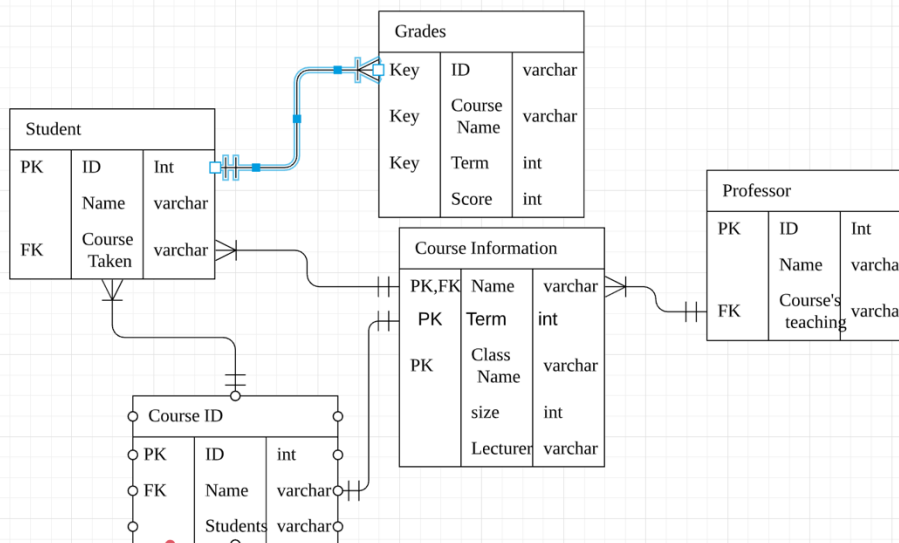 Grades
Key ID varchar
Key Course Name varchar
Key Term int
Score int
Student
PK ID Int
Name varchar
FK Course Taken varchar
Professor
PK ID Int
Name varcha
FK Course's teaching varcha
Course Information
PK,FK Name varchar
PK Term int
PK Class Name varchar
size int
Lecturer varchar
Course ID
PK ID int
FK Name varchar
Students varchar